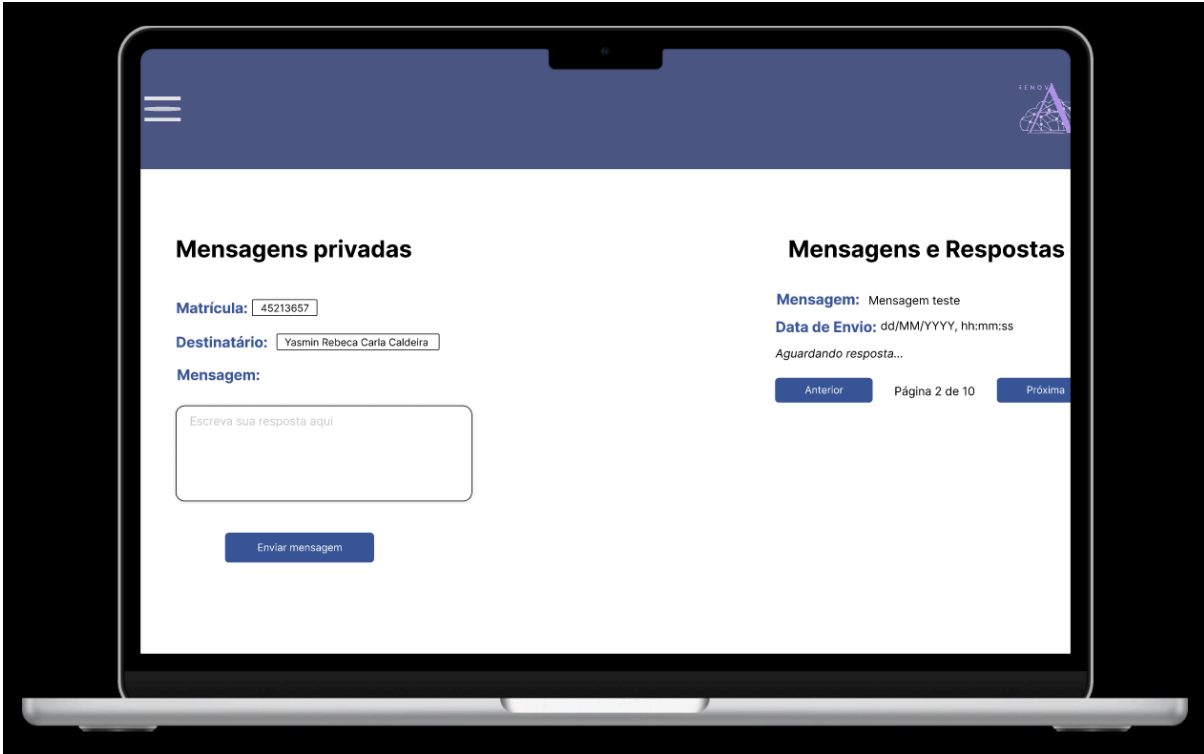 FENOV
A
Mensagens privadas
Matrícula: 45213657
Destinatário: Yasmin Rebeca Carla Caldeira
Mensagem:
Escreva sua resposta aqui
Enviar mensagem
Mensagens e Respostas
Mensagem: Mensagem teste
Data de Envio: dd/MM/YYYY, hh:mm:ss
Aguardando resposta...
Anterior Página 2 de 10 Próxima